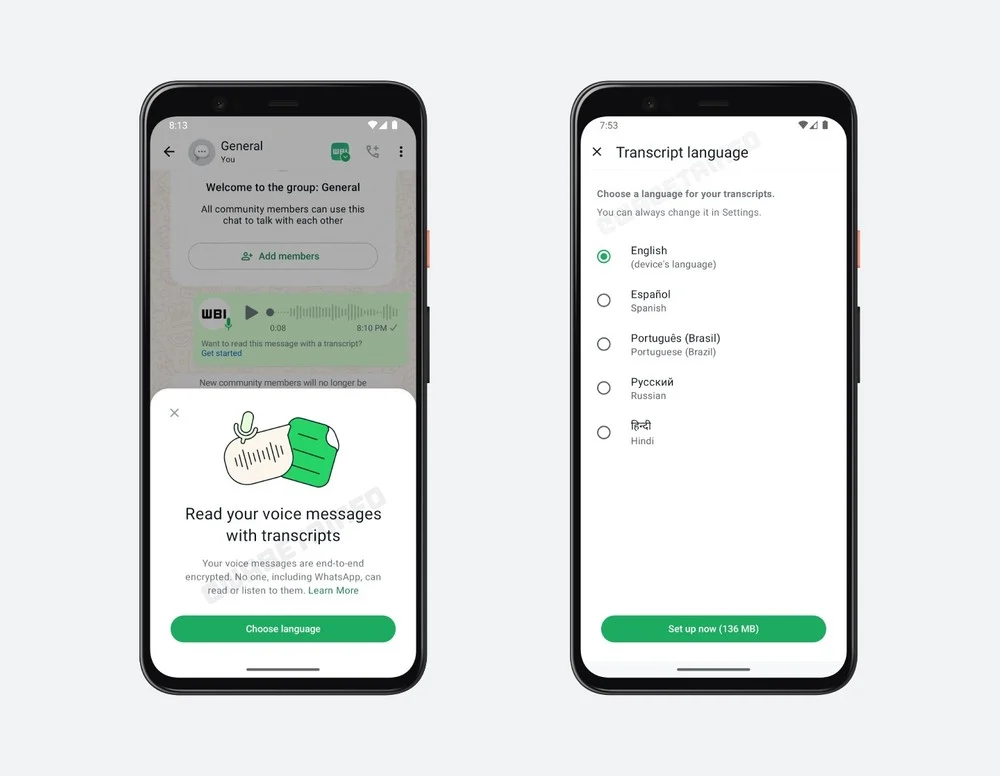 8:13
General
You
WBI
Welcome to the group: General
All community members can use this
chat to talk with each other
Add members
WBI
0:08
8:10 PM
Want to read this message with a transcript?
Get started
New community members will no longer be
Read your voice messages
with transcripts
Your voice messages are end-to-end
encrypted. No one, including WhatsApp, can
read or listen to them. Learn More
Choose language
WABETAINFO
7:53
Transcript language
Choose a language for your transcripts.
You can always change it in Settings.
English
(device's language)
Español
Spanish
Português (Brasil)
Portuguese (Brazil)
Русский
Russian
हिन्दी
Hindi
Set up now (136 MB)
WABETAINFO